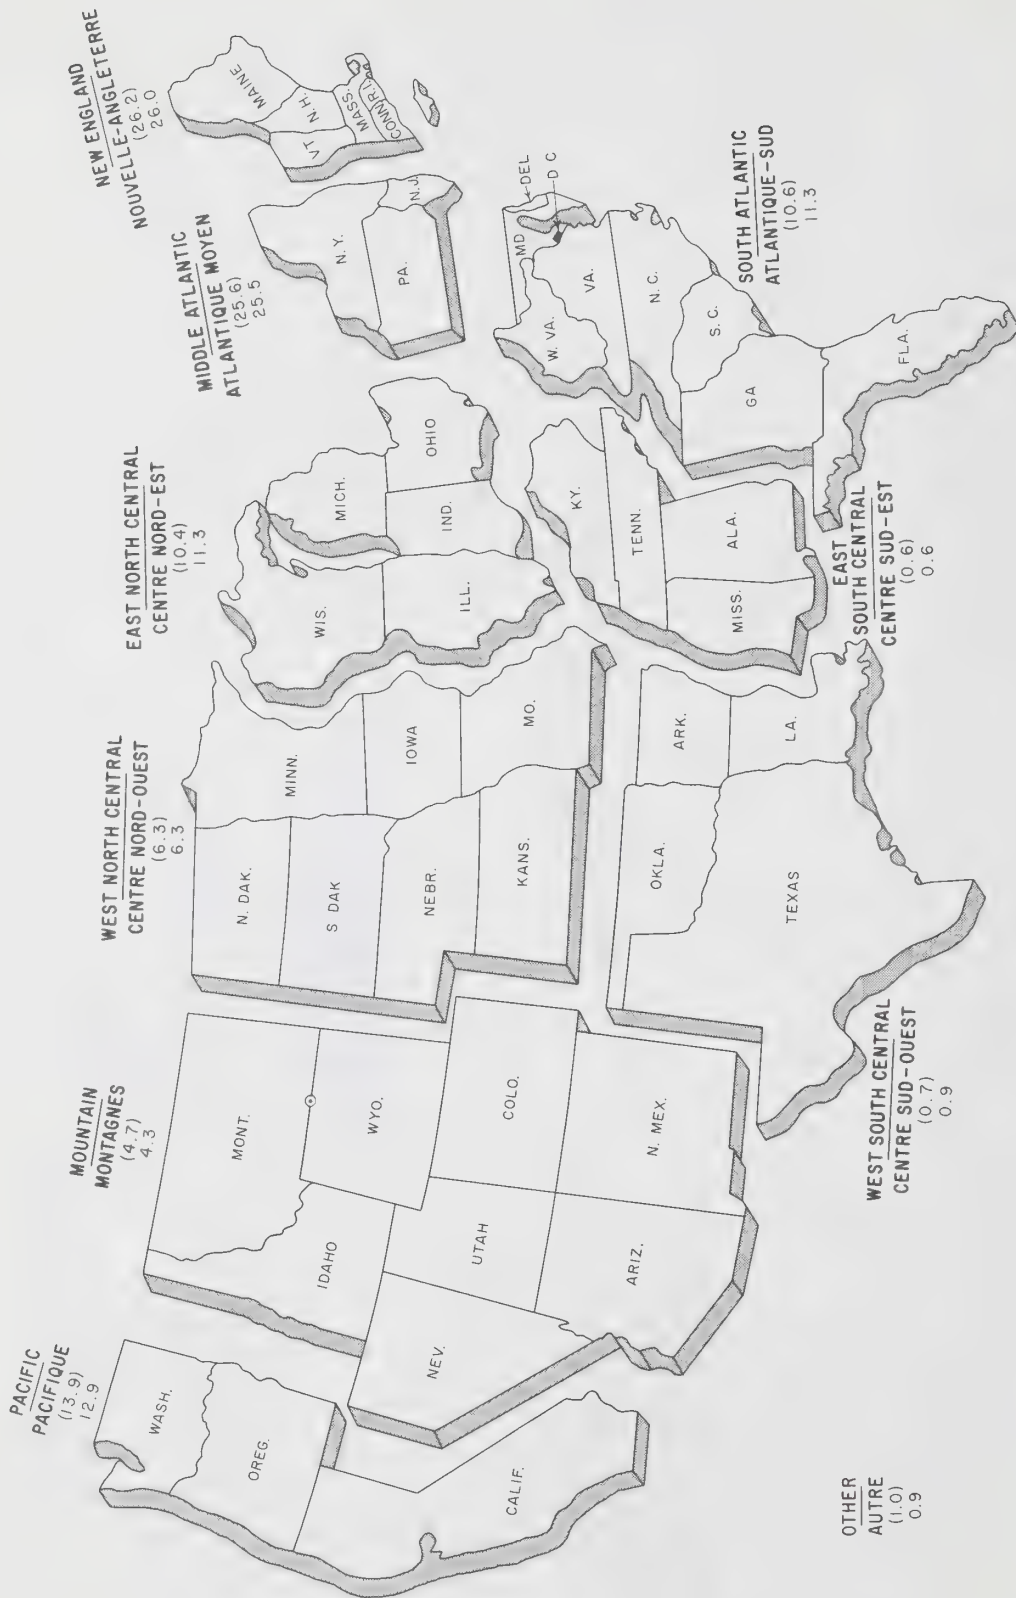 PACIFIC
PACIFIQUE
(13.9)
12.9
WASH.
OREG.
CALIF.
MOUNTAIN
MONTAGNES
(4.7)
4.3
MONT.
IDAHO
WYO.
NEV.
UTAH
COLO.
ARIZ.
N. MEX.
WEST NORTH CENTRAL
CENTRE NORD-OUEST
(6.3)
6.3
N. DAK.
S DAK
NEBR.
KANS.
MINN.
IOWA
MO.
EAST NORTH CENTRAL
CENTRE NORD-EST
(10.4)
11.3
WIS.
MICH.
ILL.
IND.
OHIO
MIDDLE ATLANTIC
ATLANTIQUE MOYEN
(25.6)
25.5
N.Y.
PA.
N.J.
NEW ENGLAND
NOUVELLE-ANGLETERRE
(26.2)
26.0
MAINE
VT.
N.H.
MASS.
CONN.
R.I.
WEST SOUTH CENTRAL
CENTRE SUD-OUEST
(0.7)
0.9
OKLA.
TEXAS
ARK.
LA.
EAST
SOUTH CENTRAL
CENTRE SUD-EST
(0.6)
0.6
KY.
TENN.
MISS.
ALA.
SOUTH ATLANTIC
ATLANTIQUE-SUD
(10.6)
11.3
MD
DEL
D C
W. VA.
VA.
N. C.
S. C.
GA
FLA.
OTHER
AUTRE
(1.0)
0.9